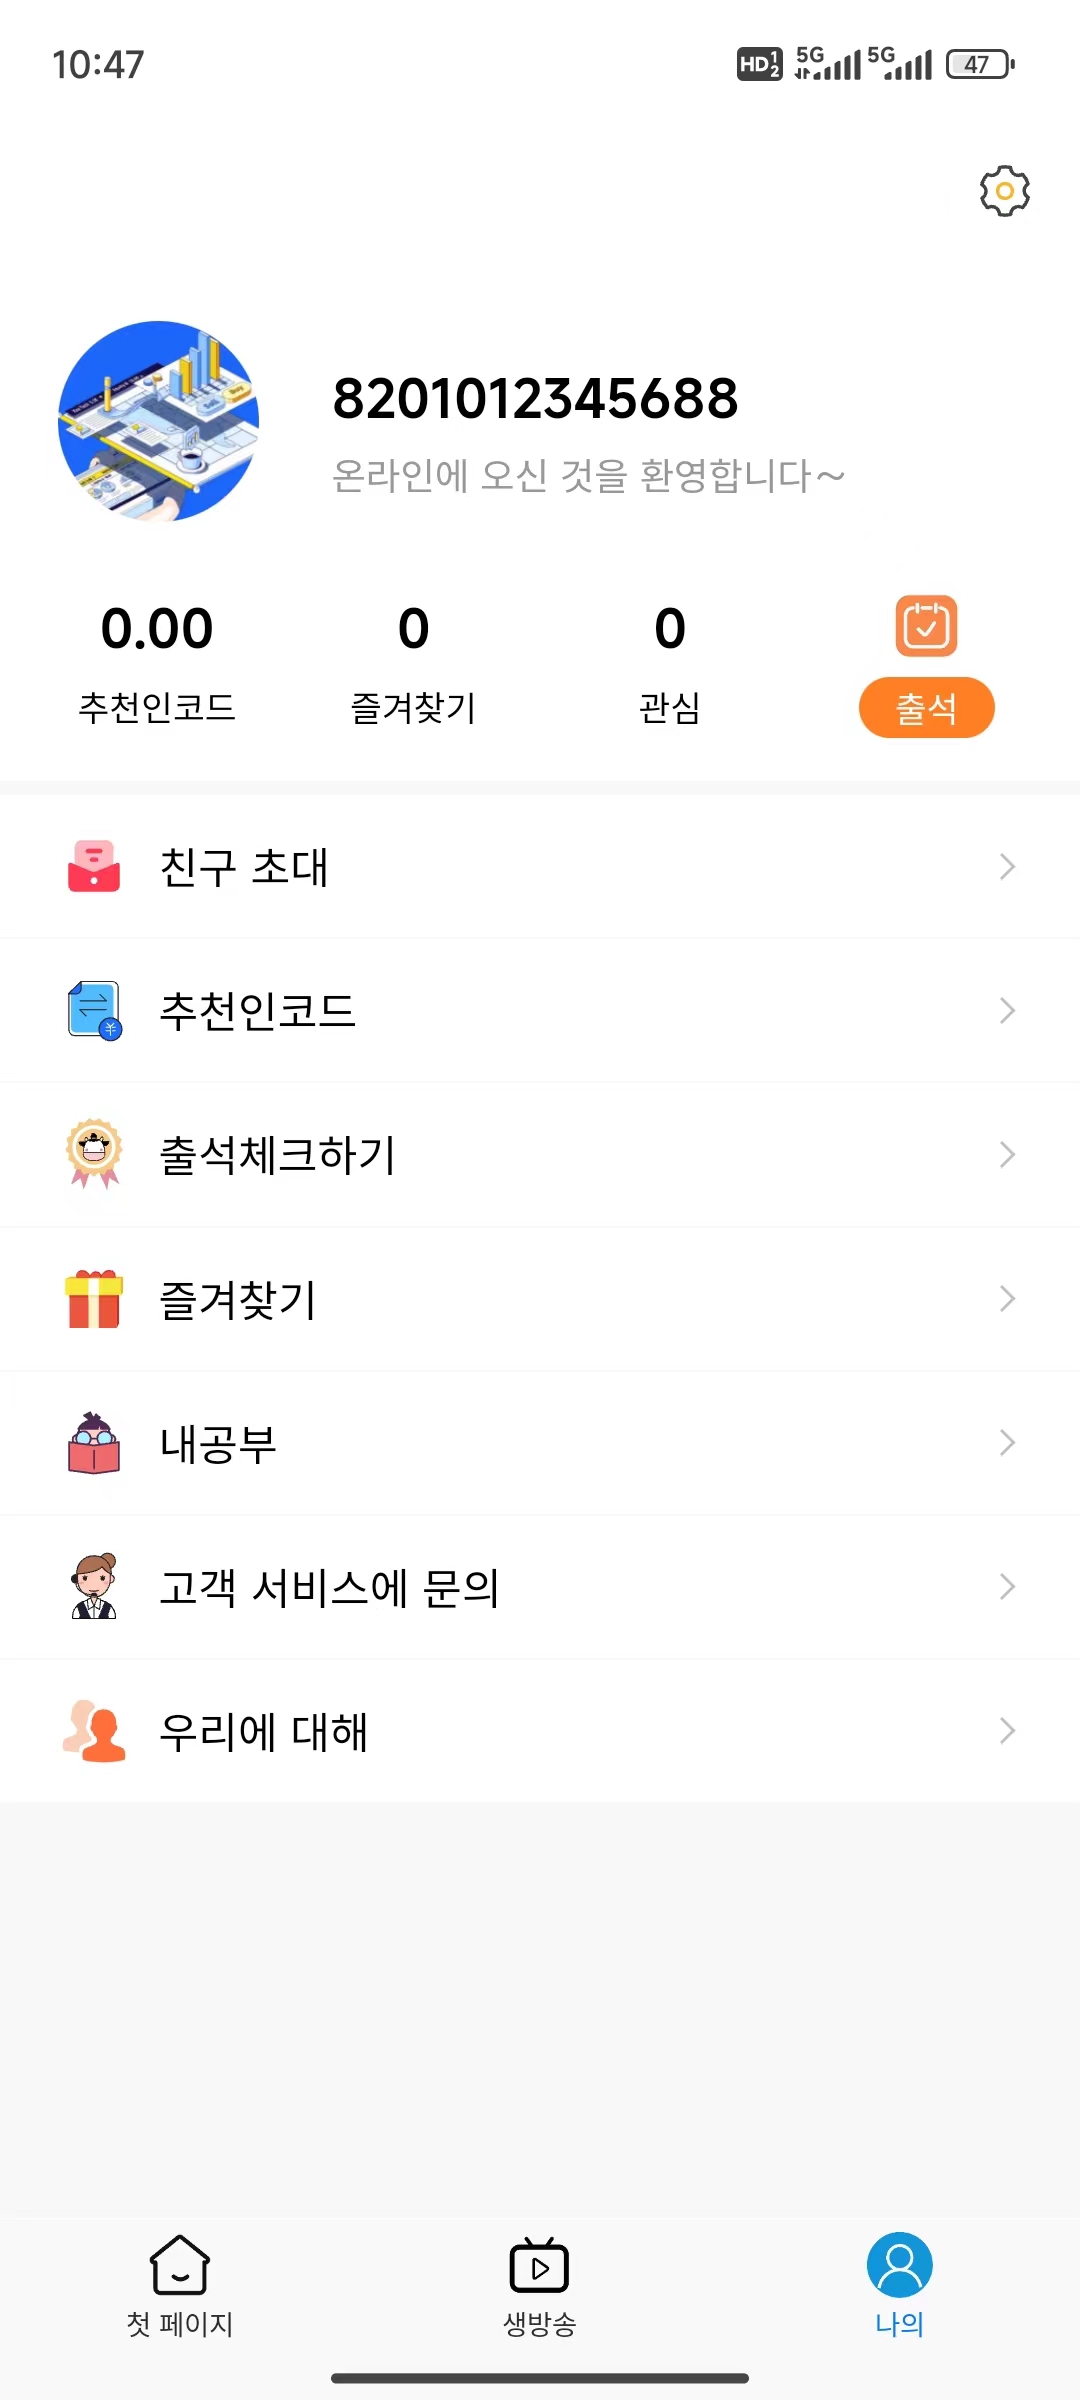 10:47
HD 1 2 5G 5G 47
8201012345688
온라인에 오신 것을 환영합니다~
0.00 0 0
추천인코드 즐겨찾기 관심 출석
친구 초대
추천인코드
출석체크하기
즐겨찾기
내공부
고객 서비스에 문의
우리에 대해
첫 페이지 생방송 나의